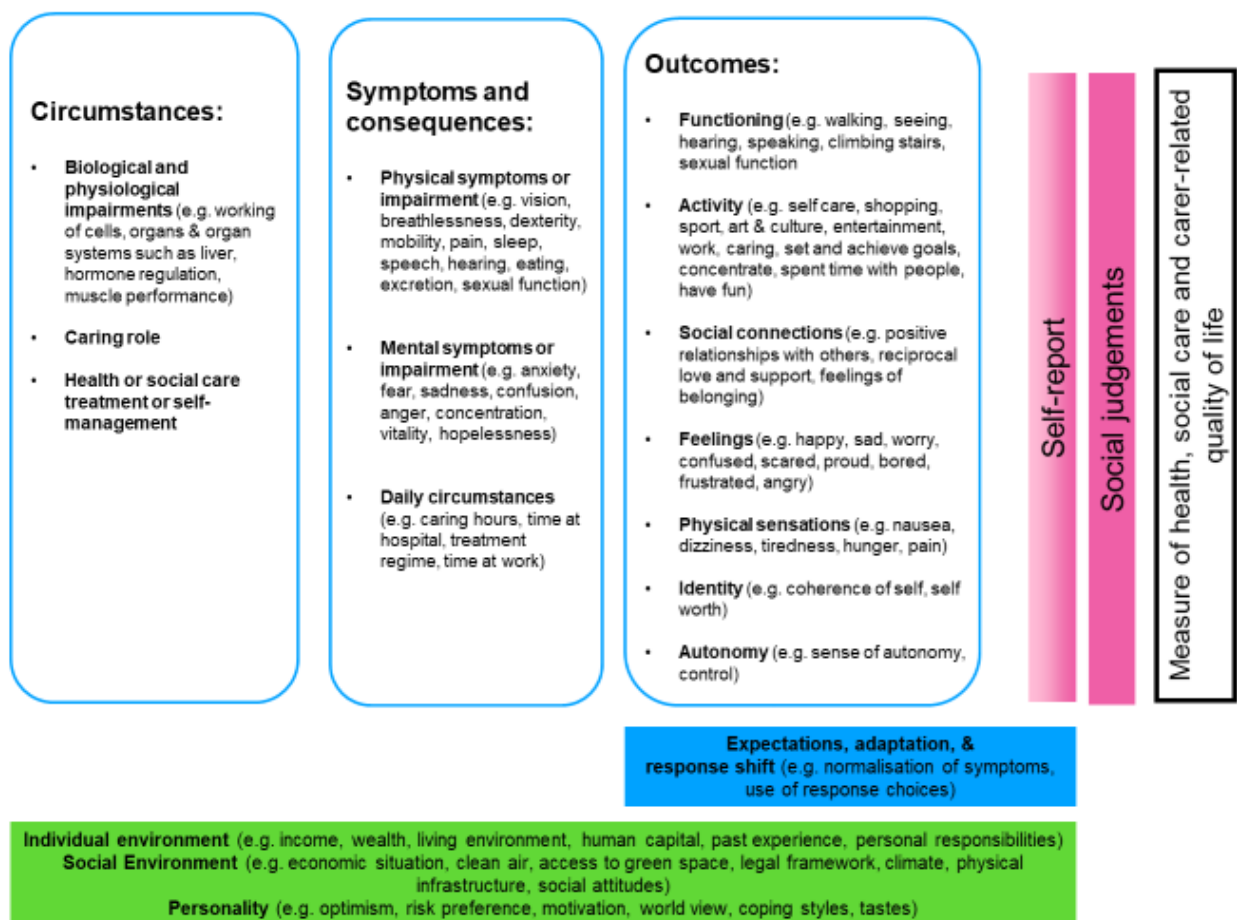 Circumstances:
• Biological and
physiological
impairments (e.g. working
of cells, organs & organ
systems such as liver,
hormone regulation,
muscle performance)
• Caring role
• Health or social care
treatment or self-
management
Symptoms and
consequences:
• Physical symptoms or
impairment (e.g. vision,
breathlessness, dexterity,
mobility, pain, sleep,
speech, hearing, eating,
excretion, sexual function)
• Mental symptoms or
impairment (e.g. anxiety,
fear, sadness, confusion,
anger, concentration,
vitality, hopelessness)
• Daily circumstances
(e.g. caring hours, time at
hospital, treatment
regime, time at work)
Outcomes:
• Functioning (e.g. walking, seeing,
hearing, speaking, climbing stairs,
sexual function
• Activity (e.g. self care, shopping,
sport, art & culture, entertainment,
work, caring, set and achieve goals,
concentrate, spent time with people,
have fun)
• Social connections (e.g. positive
relationships with others, reciprocal
love and support, feelings of
belonging)
• Feelings (e.g. happy, sad, worry,
confused, scared, proud, bored,
frustrated, angry)
• Physical sensations (e.g. nausea,
dizziness, tiredness, hunger, pain)
• Identity (e.g. coherence of self, self
worth)
• Autonomy (e.g. sense of autonomy,
control)
Self-report
Social judgements
Measure of health, social care and carer-related
quality of life
Expectations, adaptation, &
response shift (e.g. normalisation of symptoms,
use of response choices)
Individual environment (e.g. income, wealth, living environment, human capital, past experience, personal responsibilities)
Social Environment (e.g. economic situation, clean air, access to green space, legal framework, climate, physical
infrastructure, social attitudes)
Personality (e.g. optimism, risk preference, motivation, world view, coping styles, tastes)